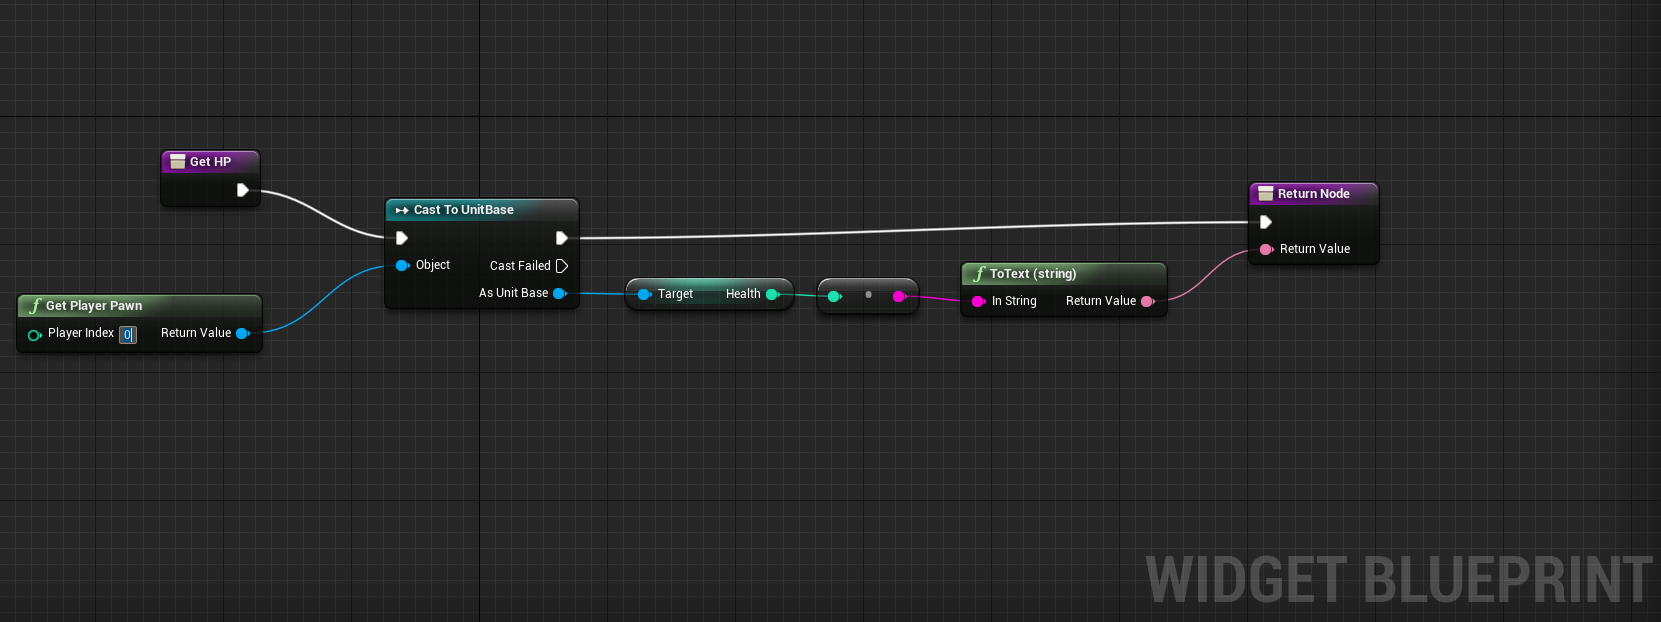 Get HP
Cast To UnitBase
Object
Cast Failed
As Unit Base
Get Player Pawn
Player Index 0
Return Value
Target
Health
ToText (string)
In String
Return Value
Return Node
Return Value
WIDGET BLUEPRINT